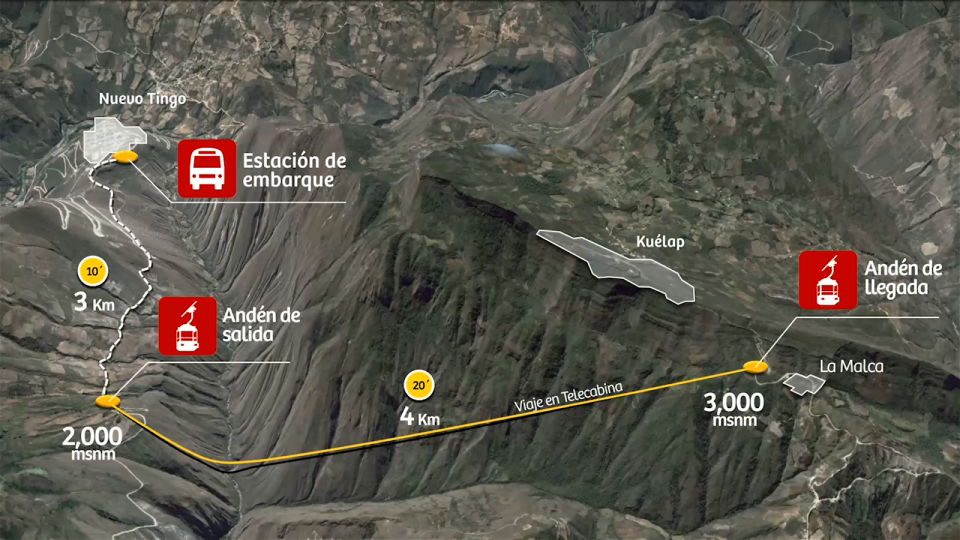 Nuevo Tingo
Estación de
embarque
Kuélap
10´
3 Km
Andén de
salida
Andén de
llegada
20´
4 Km
Viaje en Telecabina
La Malca
3,000
msnm
2,000
msnm